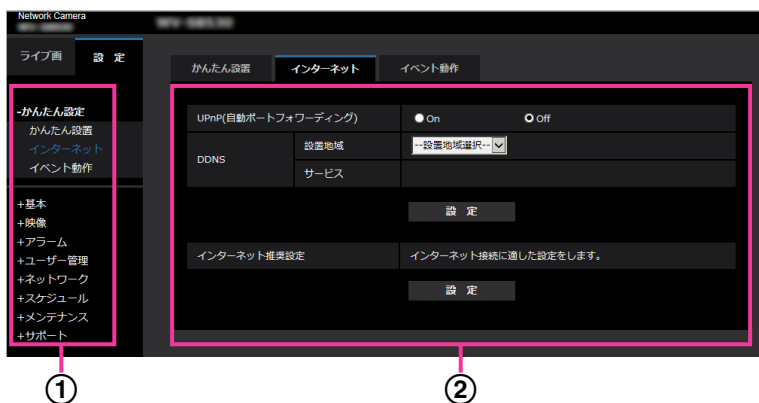 Network Camera
ライブ画
設 定
かんたん設置
インターネット
イベント動作
-かんたん設定
かんたん設置
インターネット
イベント動作
+基本
+映像
+アラーム
+ユーザー管理
+ネットワーク
+スケジュール
+メンテナンス
+サポート
UPnP(自動ポートフォワーディング)
On
Off
DDNS
設置地域
--設置地域選択--
サービス
設 定
インターネット推奨設定
インターネット接続に適した設定をします。
設 定
①
②